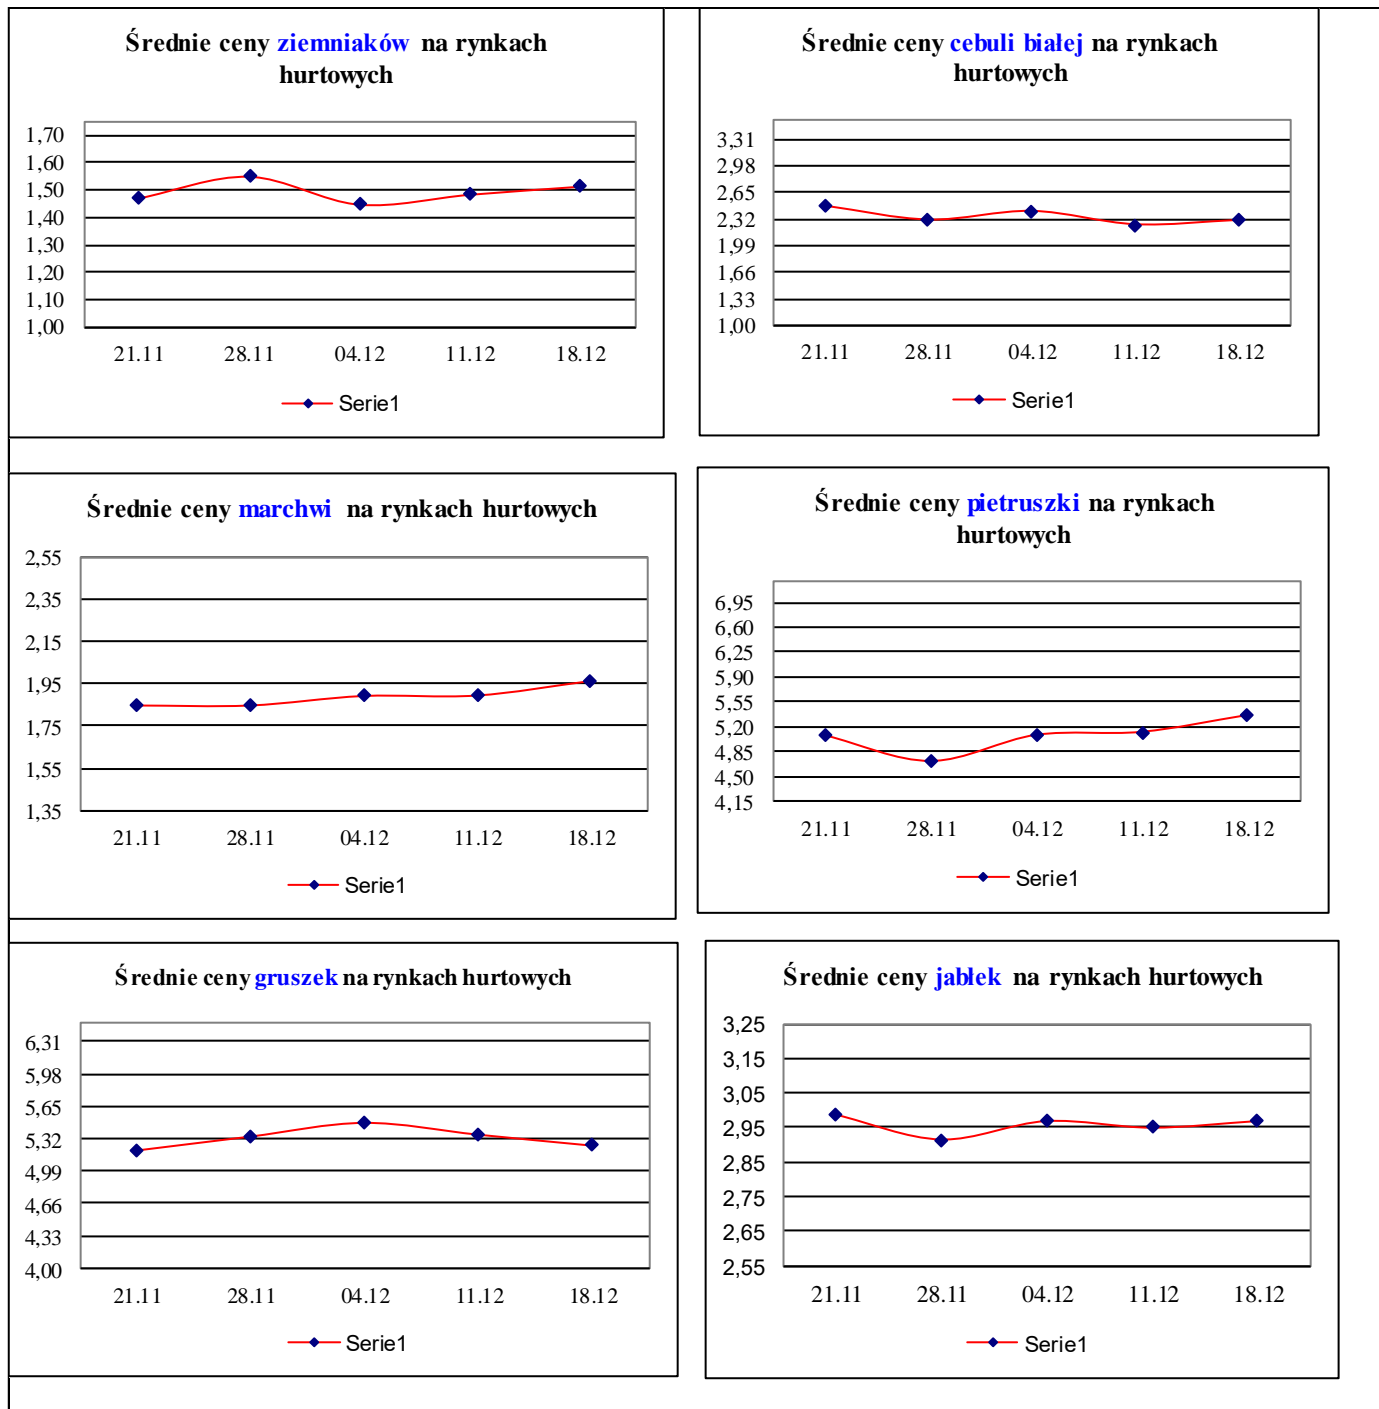 Średnie ceny ziemniaków na rynkach
hurtowych
1,70
1,60
1,50
1,40
1,30
1,20
1,10
1,00
21.11 28.11 04.12 11.12 18.12
Serie1
Średnie ceny cebuli białej na rynkach
hurtowych
3,31
2,98
2,65
2,32
1,99
1,66
1,33
1,00
21.11 28.11 04.12 11.12 18.12
Serie1
Średnie ceny marchwi na rynkach hurtowych
2,55
2,35
2,15
1,95
1,75
1,55
1,35
21.11 28.11 04.12 11.12 18.12
Serie1
Średnie ceny pietruszki na rynkach
hurtowych
6,95
6,60
6,25
5,90
5,55
5,20
4,85
4,50
4,15
21.11 28.11 04.12 11.12 18.12
Serie1
Średnie ceny gruszek na rynkach hurtowych
6,31
5,98
5,65
5,32
4,99
4,66
4,33
4,00
21.11 28.11 04.12 11.12 18.12
Serie1
Średnie ceny jabłek na rynkach hurtowych
3,25
3,15
3,05
2,95
2,85
2,75
2,65
2,55
21.11 28.11 04.12 11.12 18.12
Serie1